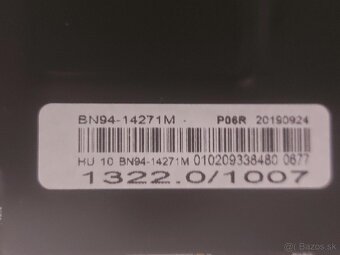 BN94-14271M - P06R 20190924
HU 10 BN94-14271M 010209338480 0677
1322.0/1007
Bazos.sk